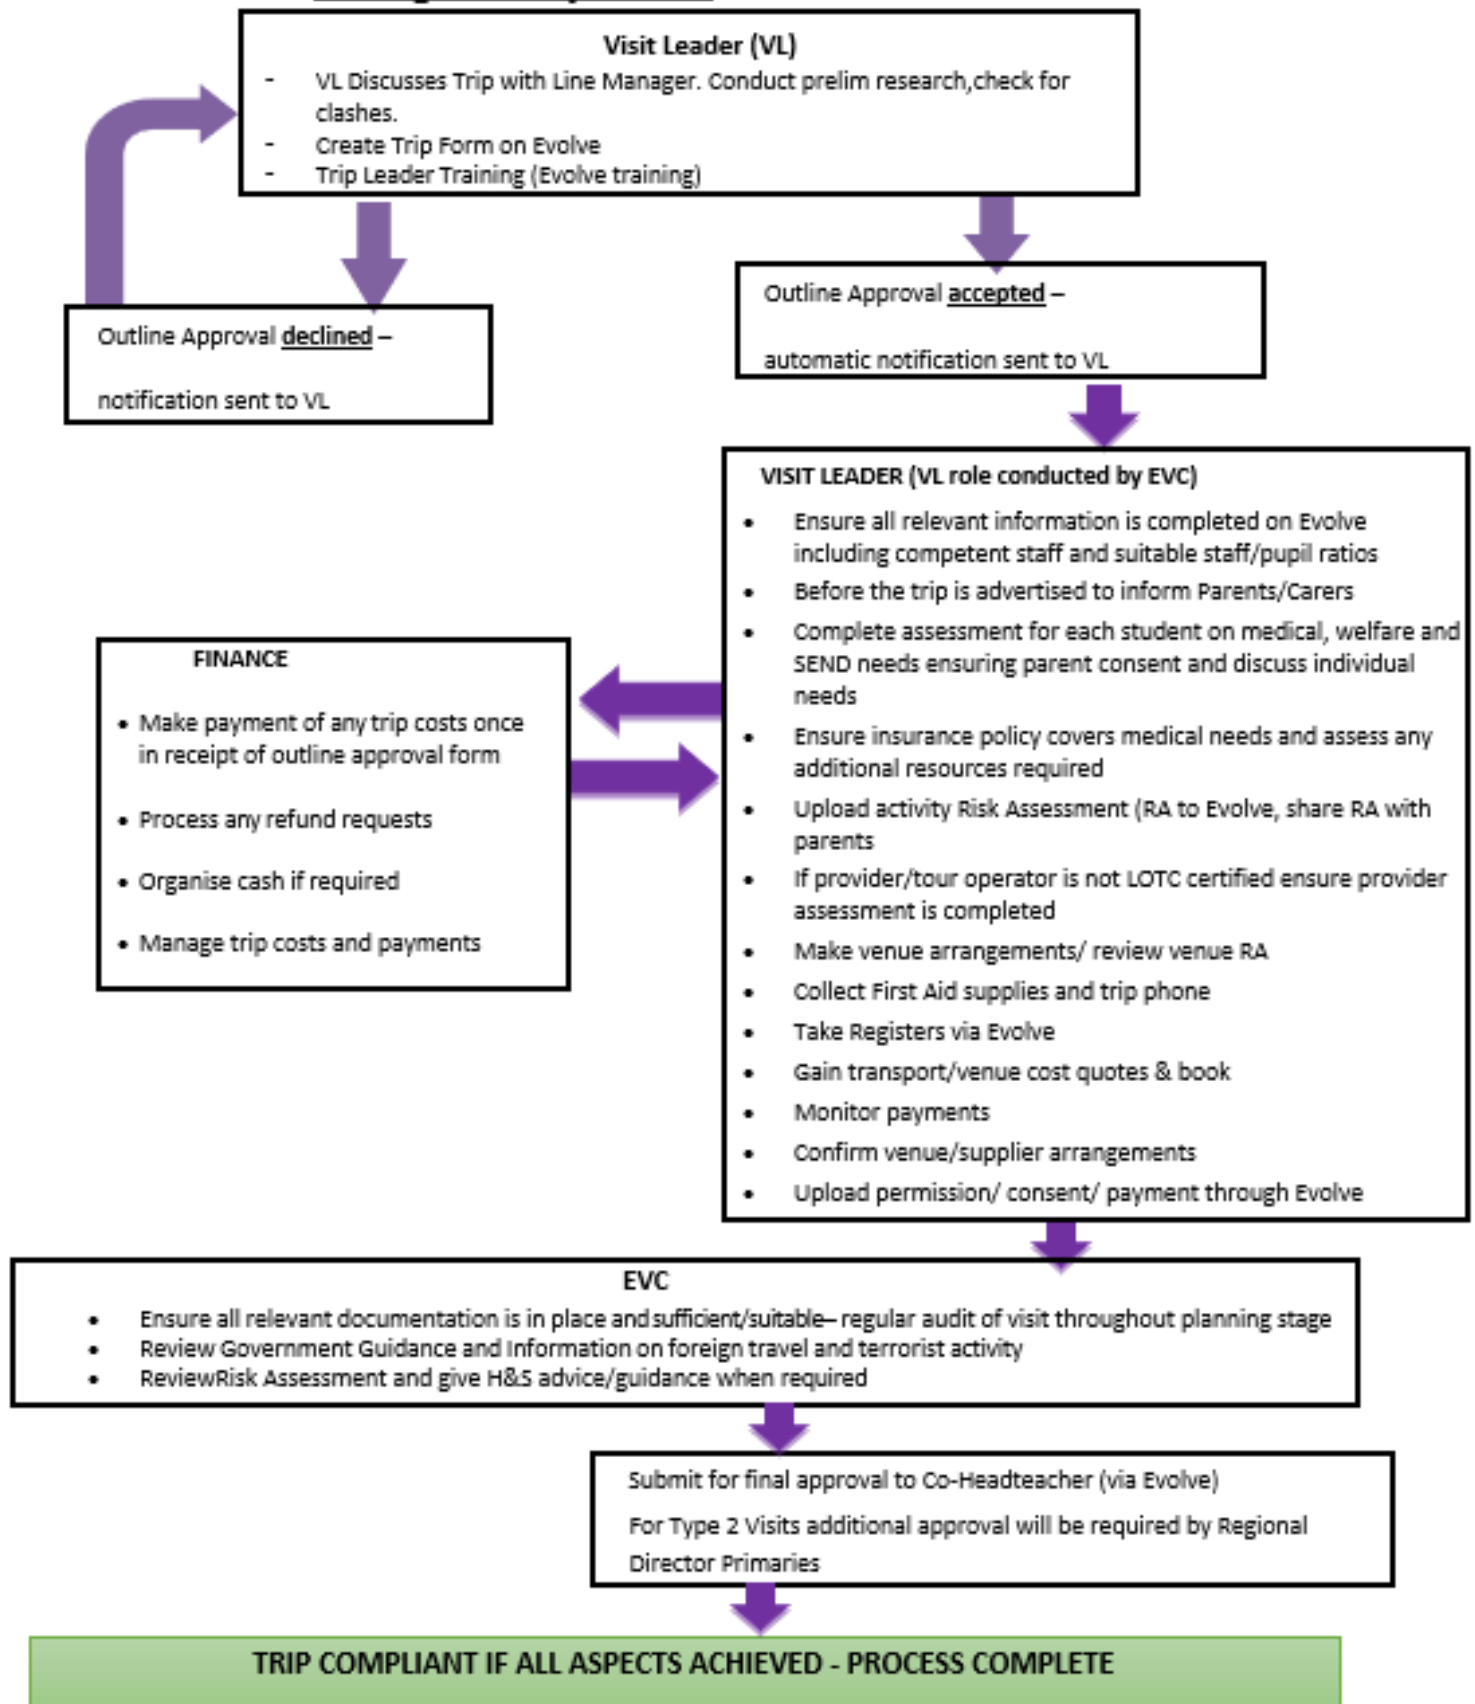 Visit Leader (VL)
- VL Discusses Trip with Line Manager. Conduct prelim research,check for
clashes.
- Create Trip Form on Evolve
- Trip Leader Training (Evolve training)
Outline Approval accepted –
automatic notification sent to VL
Outline Approval declined –
notification sent to VL
VISIT LEADER (VL role conducted by EVC)
• Ensure all relevant information is completed on Evolve
including competent staff and suitable staff/pupil ratios
• Before the trip is advertised to inform Parents/Carers
• Complete assessment for each student on medical, welfare and
SEND needs ensuring parent consent and discuss individual
needs
• Ensure insurance policy covers medical needs and assess any
additional resources required
• Upload activity Risk Assessment (RA to Evolve, share RA with
parents
• If provider/tour operator is not LOTC certified ensure provider
assessment is completed
• Make venue arrangements/ review venue RA
• Collect First Aid supplies and trip phone
• Take Registers via Evolve
• Gain transport/venue cost quotes & book
• Monitor payments
• Confirm venue/supplier arrangements
• Upload permission/ consent/ payment through Evolve
FINANCE
• Make payment of any trip costs once
in receipt of outline approval form
• Process any refund requests
• Organise cash if required
• Manage trip costs and payments
EVC
• Ensure all relevant documentation is in place and sufficient/suitable– regular audit of visit throughout planning stage
• Review Government Guidance and Information on foreign travel and terrorist activity
• ReviewRisk Assessment and give H&S advice/guidance when required
Submit for final approval to Co-Headteacher (via Evolve)
For Type 2 Visits additional approval will be required by Regional
Director Primaries
TRIP COMPLIANT IF ALL ASPECTS ACHIEVED - PROCESS COMPLETE